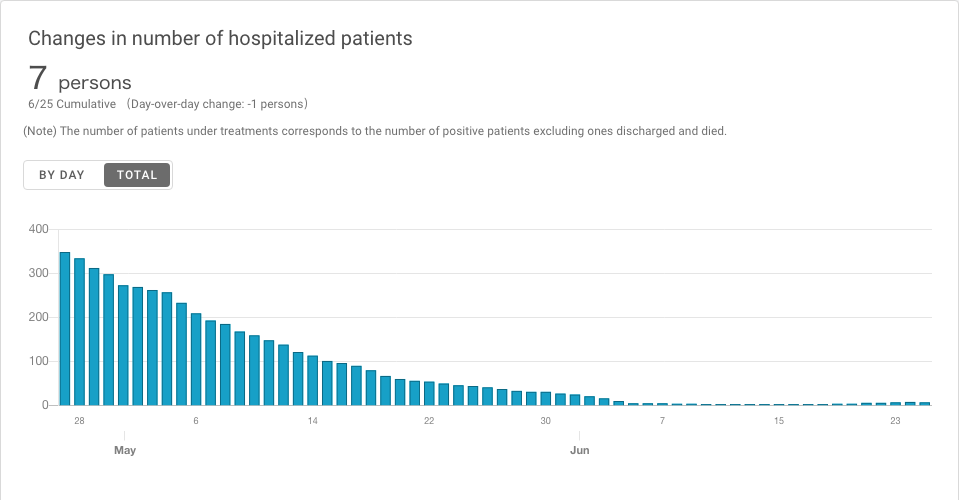 Changes in number of hospitalized patients
7 persons
6/25 Cumulative （Day-over-day change: -1 persons）
(Note) The number of patients under treatments corresponds to the number of positive patients excluding ones discharged and died.
BY DAY TOTAL
400
300
200
100
0
28 6 14 22 30 7 15 23
May Jun